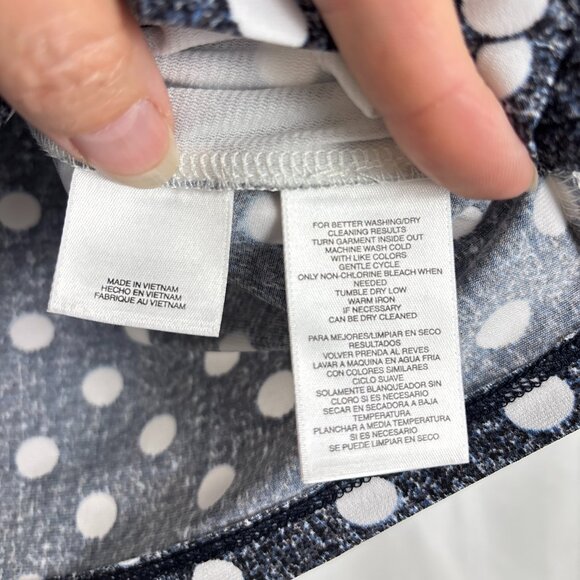 MADE IN VIETNAM
HECHO EN VIETNAM
FABRIQUE AU VIETNAM
FOR BETTER WASHING/DRY
CLEANING RESULTS
TURN GARMENT INSIDE OUT
MACHINE WASH COLD
WITH LIKE COLORS
GENTLE CYCLE
ONLY NON-CHLORINE BLEACH WHEN
NEEDED
TUMBLE DRY LOW
WARM IRON
IF NECESSARY
CAN BE DRY CLEANED
PARA MEJORES/LIMPIAR EN SECO
RESULTADOS
VOLVER PRENDA AL REVES
LAVAR A MAQUINA EN AGUA FRIA
CON COLORES SIMILARES
CICLO SUAVE
SOLAMENTE BLANQUEADOR SIN
CLORO SI ES NECESARIO
SECAR EN SECADORA A BAJA
TEMPERATURA
PLANCHAR A MEDIA TEMPERATURA
SI ES NECESARIO
SE PUEDE LIMPIAR EN SECO